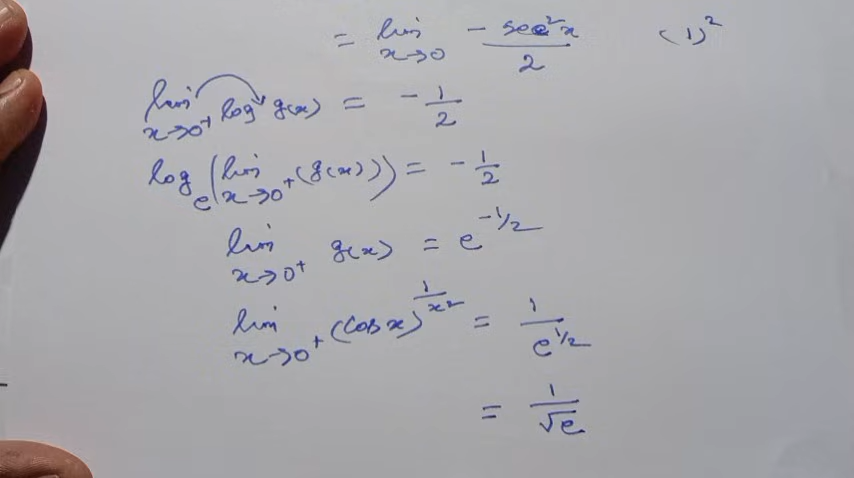 = lim x→0 - sec²x / 2 (1)²
lim x→0⁺ log g(x) = - 1/2
logₑ(lim x→0⁺ (g(x))) = - 1/2
lim x→0⁺ g(x) = e^(-1/2)
lim x→0⁺ (cos x)^(1/x²) = 1 / e^(1/2)
= 1 / √e